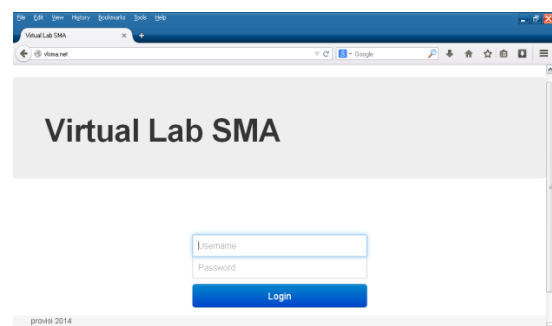 File Edit View History Bookmarks Tools Help
Virtual Lab SMA
vlsma.net
Google
Virtual Lab SMA
Username
Password
Login
provisi 2014